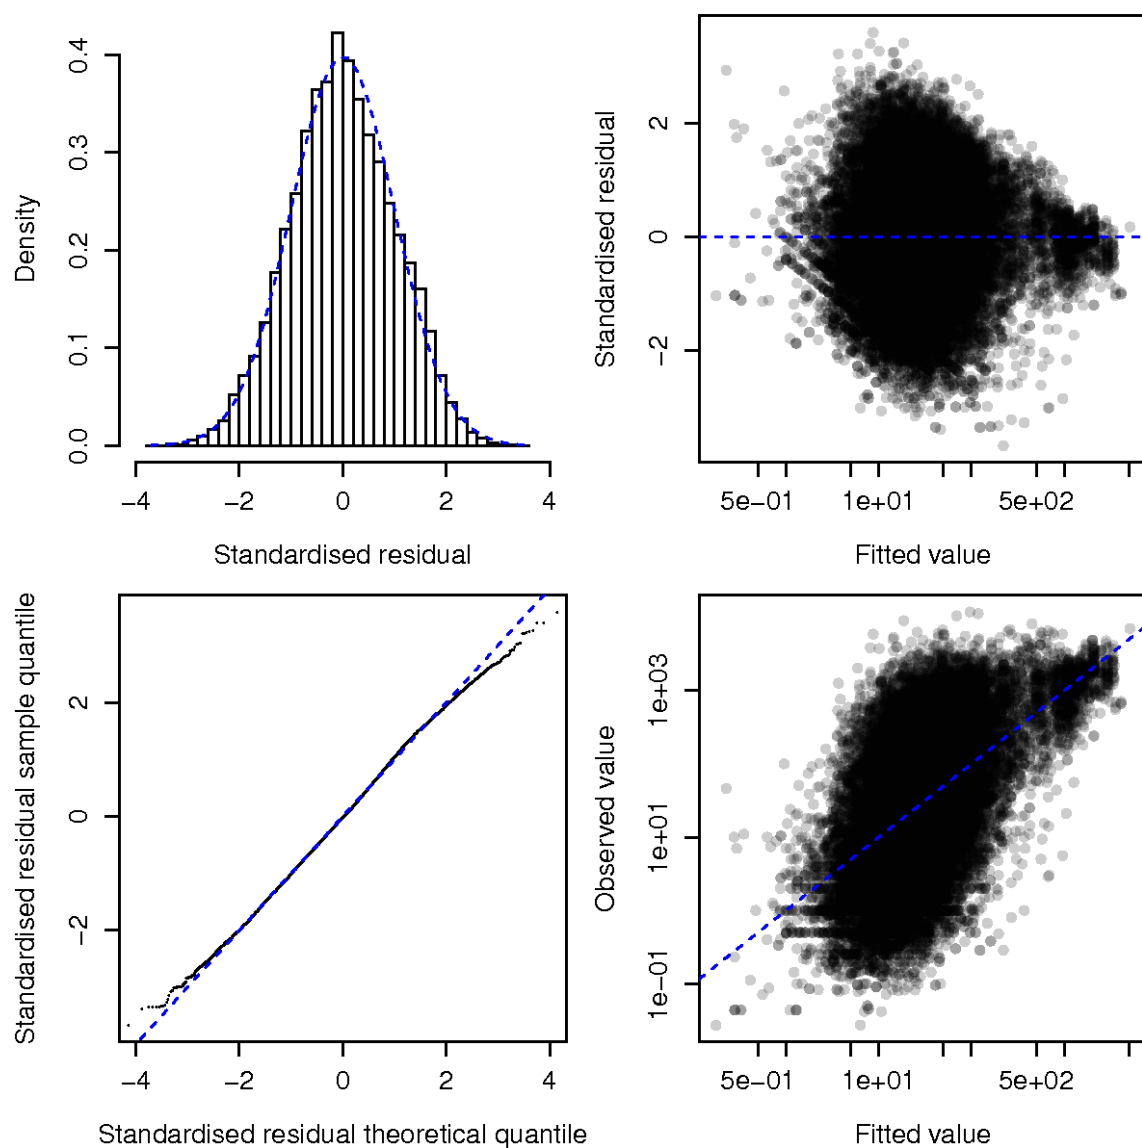 Density
0.0
0.1
0.2
0.3
0.4
−4
−2
0
2
4
Standardised residual
Standardised residual
−2
0
2
5e−01
1e+01
5e+02
Fitted value
Standardised residual sample quantile
−2
0
2
−4
−2
0
2
4
Standardised residual theoretical quantile
Observed value
1e−01
1e+01
1e+03
5e−01
1e+01
5e+02
Fitted value